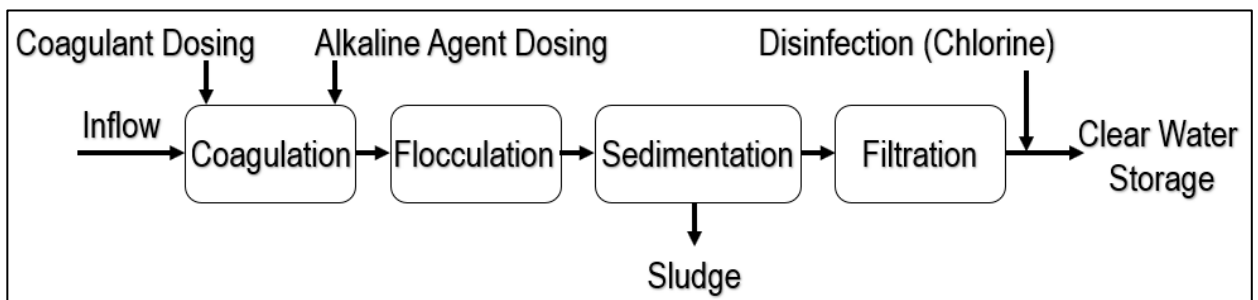 Coagulant Dosing
Alkaline Agent Dosing
Disinfection (Chlorine)
Inflow
Coagulation
Flocculation
Sedimentation
Filtration
Clear Water
Storage
Sludge